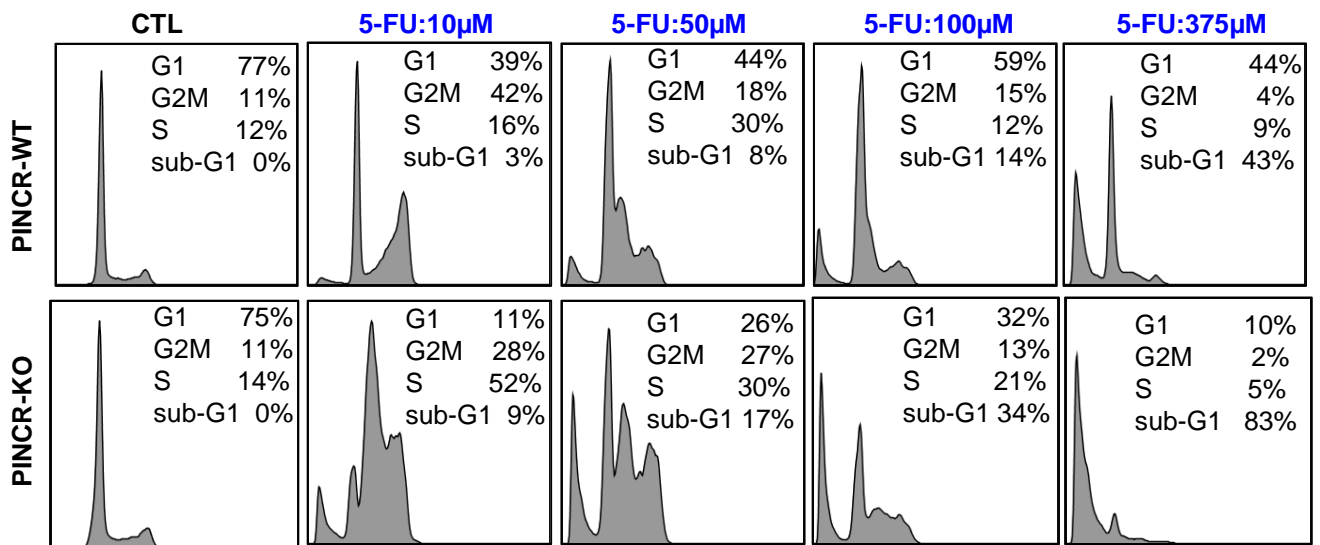 CTL 5-FU:10µM 5-FU:50µM 5-FU:100µM 5-FU:375µM
PINCR-WT
G1 77%
G2M 11%
S 12%
sub-G1 0%
G1 39%
G2M 42%
S 16%
sub-G1 3%
G1 44%
G2M 18%
S 30%
sub-G1 8%
G1 59%
G2M 15%
S 12%
sub-G1 14%
G1 44%
G2M 4%
S 9%
sub-G1 43%
PINCR-KO
G1 75%
G2M 11%
S 14%
sub-G1 0%
G1 11%
G2M 28%
S 52%
sub-G1 9%
G1 26%
G2M 27%
S 30%
sub-G1 17%
G1 32%
G2M 13%
S 21%
sub-G1 34%
G1 10%
G2M 2%
S 5%
sub-G1 83%